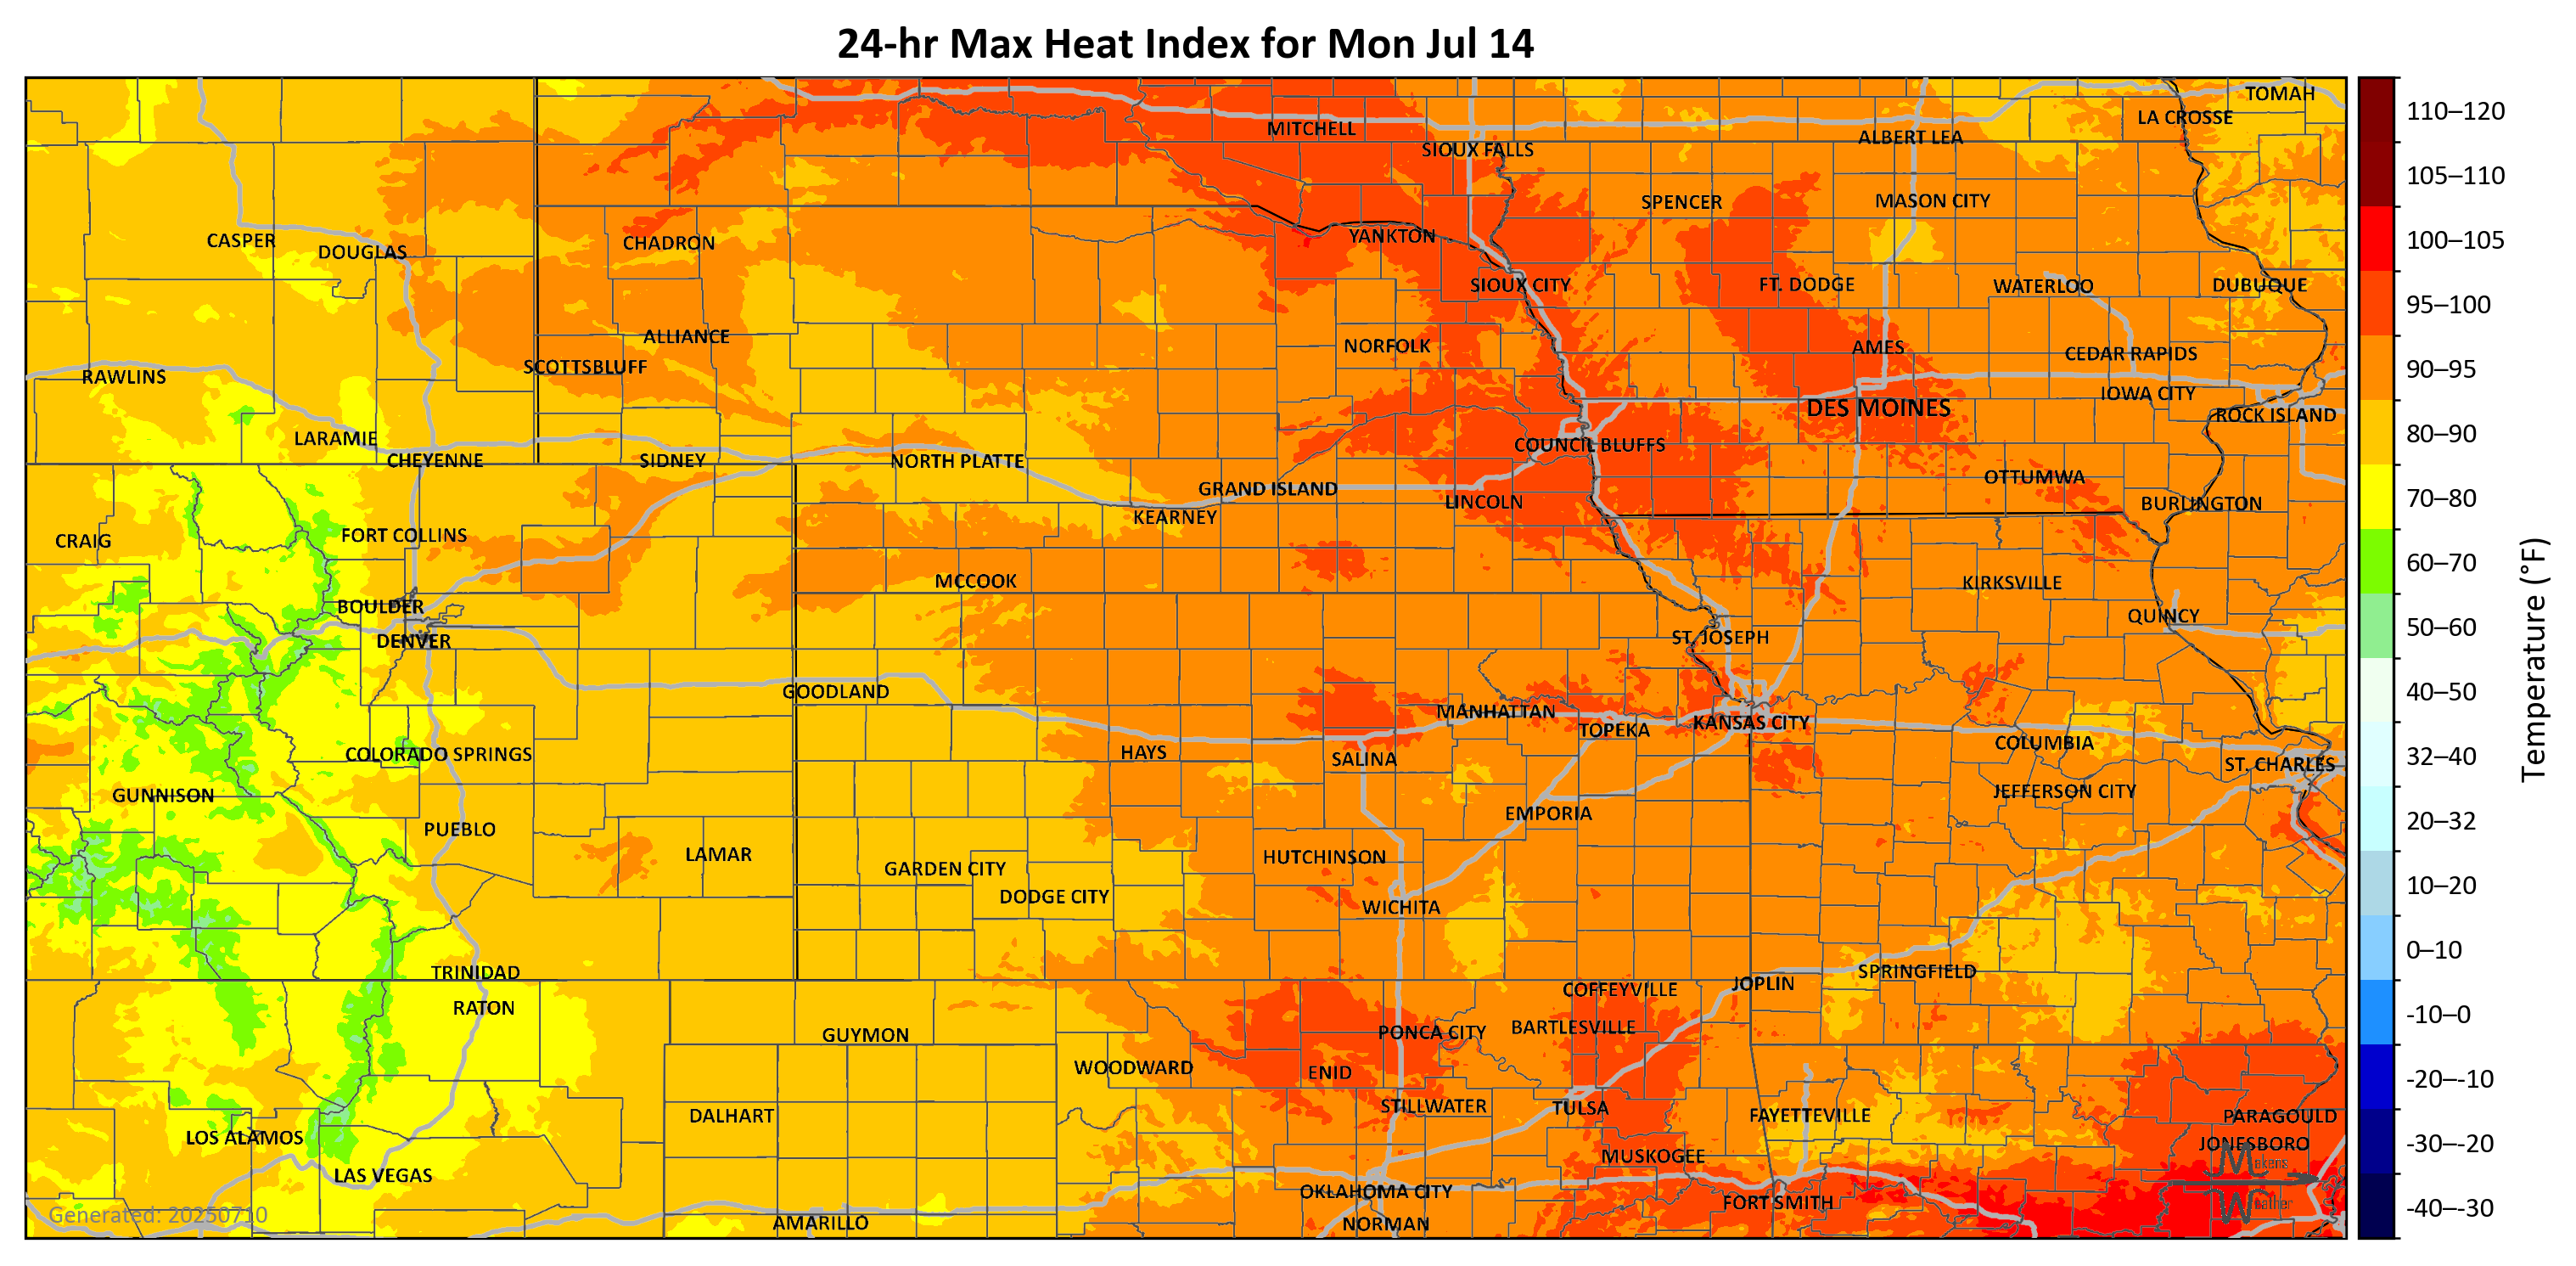 24-hr Max Heat Index for Mon Jul 14
TOMAH
LA CROSSE
MITCHELL
ALBERT LEA
SIOUX FALLS
SPENCER
MASON CITY
CASPER
DOUGLAS
CHADRON
YANKTON
SIOUX CITY
FT. DODGE
WATERLOO
DUBUQUE
ALLIANCE
NORFOLK
AMES
CEDAR RAPIDS
SCOTTSBLUFF
RAWLINS
IOWA CITY
DES MOINES
ROCK ISLAND
LARAMIE
COUNCIL BLUFFS
CHEYENNE
SIDNEY
NORTH PLATTE
OTTUMWA
GRAND ISLAND
LINCOLN
BURLINGTON
KEARNEY
CRAIG
FORT COLLINS
MCCOOK
KIRKSVILLE
BOULDER
QUINCY
DENVER
ST. JOSEPH
GOODLAND
MANHATTAN
KANSAS CITY
TOPEKA
COLUMBIA
COLORADO SPRINGS
HAYS
SALINA
ST. CHARLES
GUNNISON
JEFFERSON CITY
EMPORIA
PUEBLO
LAMAR
HUTCHINSON
GARDEN CITY
DODGE CITY
WICHITA
TRINIDAD
SPRINGFIELD
JOPLIN
COFFEYVILLE
RATON
BARTLESVILLE
GUYMON
PONCA CITY
WOODWARD
ENID
STILLWATER
TULSA
DALHART
FAYETTEVILLE
PARAGOULD
LOS ALAMOS
JONESBORO
MUSKOGEE
Makens
LAS VEGAS
OKLAHOMA CITY
FORT SMITH
Weather
Generated: 20250710
AMARILLO
NORMAN
110–120
105–110
100–105
95–100
90–95
80–90
70–80
60–70
50–60
40–50
32–40
20–32
10–20
0–10
-10–0
-20–-10
-30–-20
-40–-30
Temperature (°F)